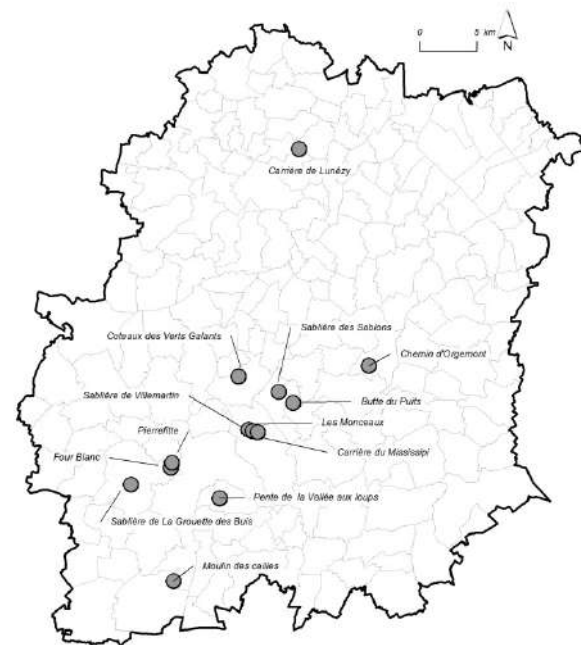 0 5 km
N
Carrière de Lunézy
Coteaux des Verts Galants
Sablière des Sablons
Chemin d'Orgemont
Sablière de Villemartin
Butte du Puits
Les Monceaux
Pierrefitte
Carrière du Missisaipi
Four Blanc
Pente de la Vallée aux loups
Sablière de La Grouette des Buis
Moulin des cailles